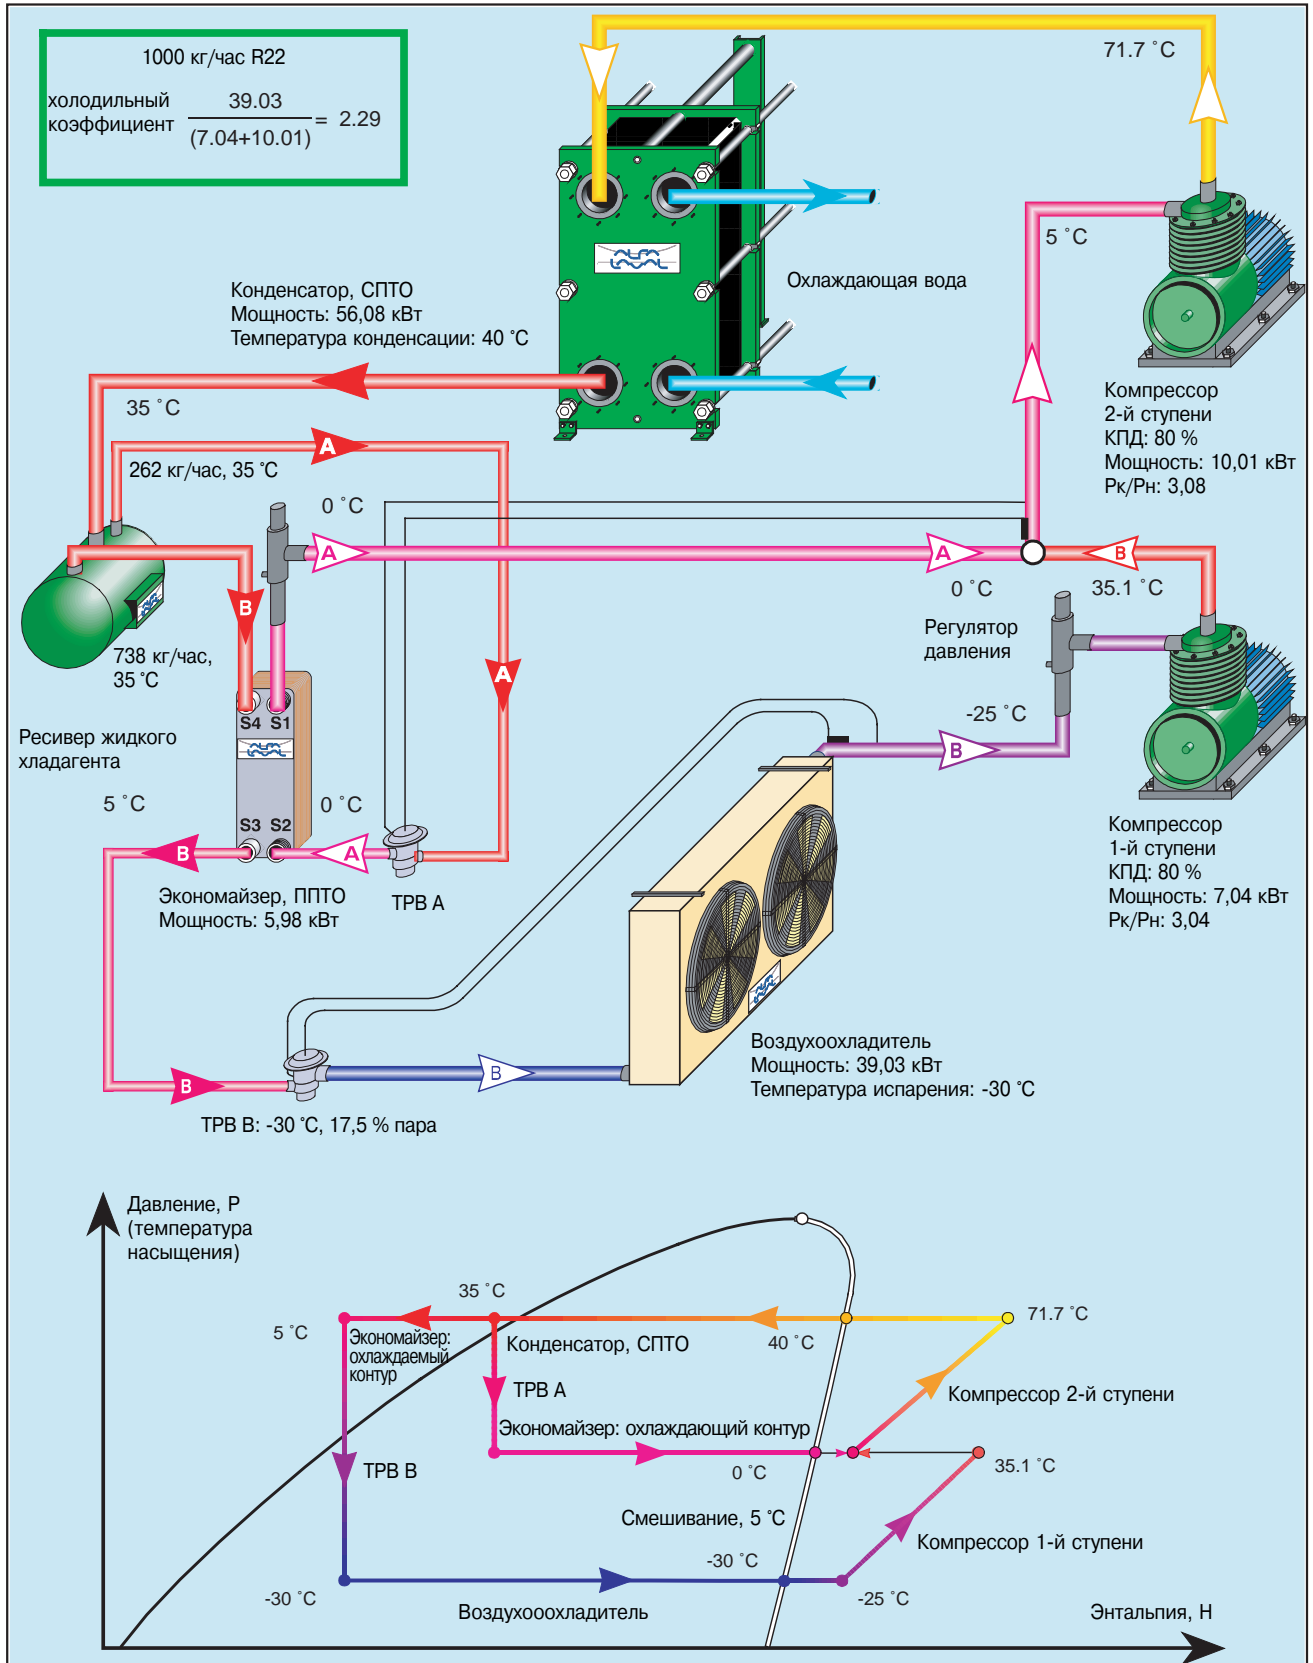 1000 кг/час R22
холодильный
коэффициент
39.03
(7.04+10.01)
= 2.29
71.7 ˚C
5 ˚C
Охлаждающая вода
Конденсатор, СПТО
Мощность: 56,08 кВт
Температура конденсации: 40 ˚C
35 ˚C
Компрессор
2-й ступени
КПД: 80 %
Мощность: 10,01 кВт
Рк/Рн: 3,08
A
262 кг/час, 35 ˚C
0 ˚C
A
A
B
0 ˚C
35.1 ˚C
B
Регулятор
давления
738 кг/час,
35 ˚C
A
S4 S1
ALFA
LAVAL
-25 ˚C
B
Ресивер жидкого
хладагента
5 ˚C
0 ˚C
S3 S2
B
A
ТРВ А
Экономайзер, ППТО
Мощность: 5,98 кВт
Компрессор
1-й ступени
КПД: 80 %
Мощность: 7,04 кВт
Рк/Рн: 3,04
Воздухоохладитель
Мощность: 39,03 кВт
Температура испарения: -30 ˚C
B
B
ТРВ В: -30 ˚C, 17,5 % пара
Давление, Р
(температура
насыщения)
35 ˚C
71.7 ˚C
5 ˚C
Экономайзер:
охлаждаемый
контур
Конденсатор, СПТО
40 ˚C
ТРВ А
Компрессор 2-й ступени
Экономайзер: охлаждающий контур
ТРВ В
0 ˚C
35.1 ˚C
Смешивание, 5 ˚C
Компрессор 1-й ступени
-30 ˚C
-30 ˚C
-25 ˚C
Воздухооохладитель
Энтальпия, Н